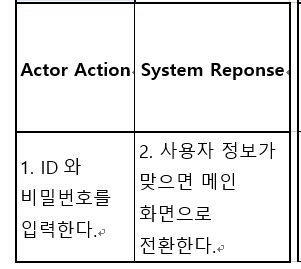 Actor Action
System Reponse
1. ID 와
비밀번호를
입력한다.
2. 사용자 정보가
맞으면 메인
화면으로
전환한다.